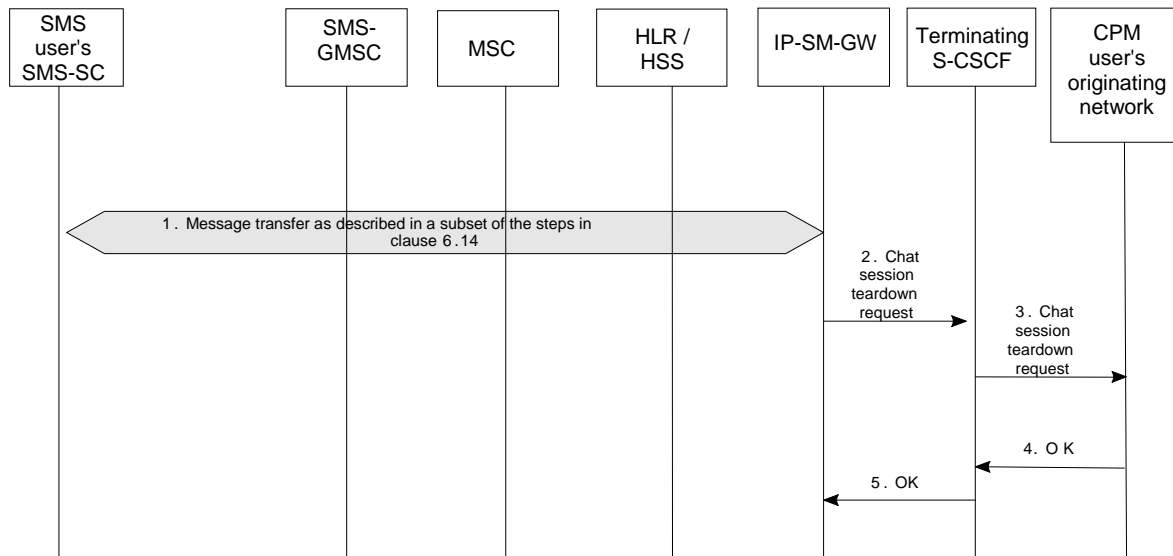 SMS
user's
SMS-SC
SMS-
GMSC
MSC
HLR /
HSS
IP-SM-GW
Terminating
S-CSCF
CPM
user's
originating
network
1. Message transfer as described in a subset of the steps in
clause 6.14
2. Chat
session
teardown
request
3. Chat
session
teardown
request
4. O K
5. OK